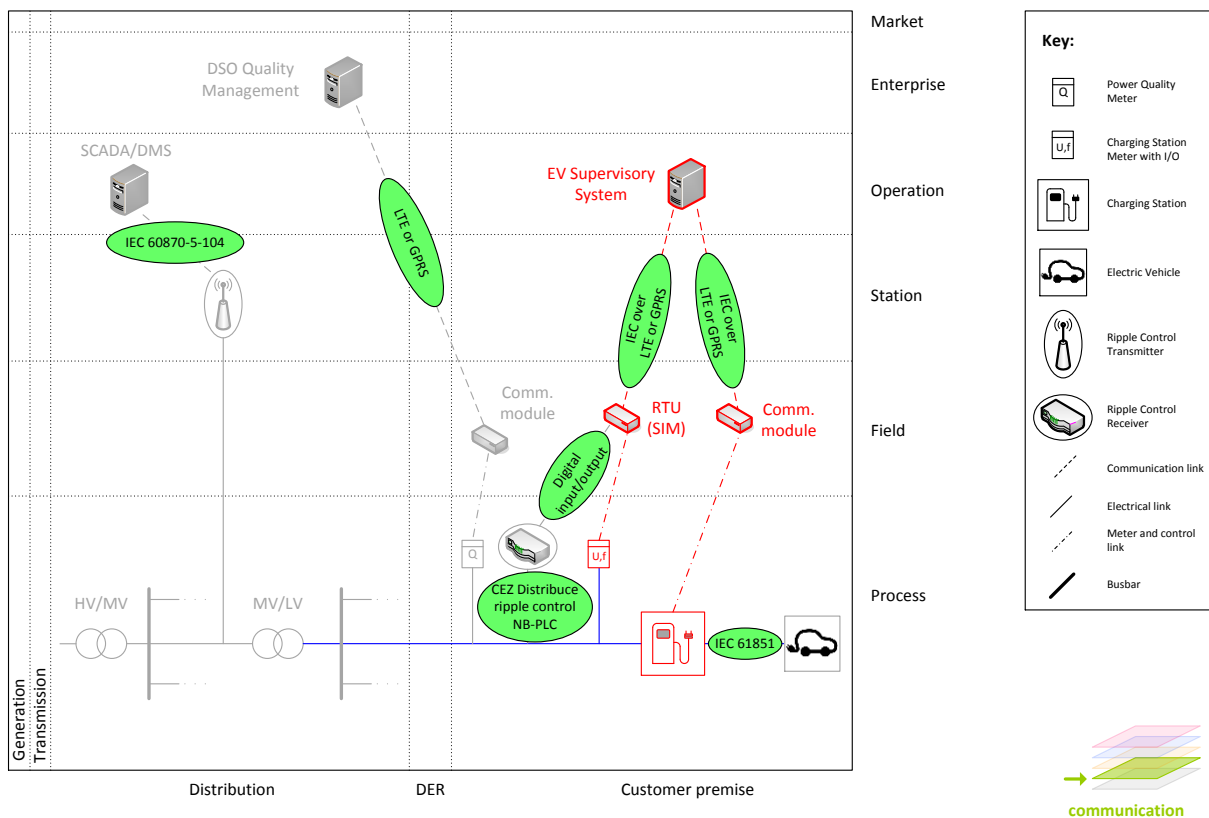 Market
DSO Quality
Management
Enterprise
SCADA/DMS
EV Supervisory
System
Operation
IEC 60870-5-104
LTE or GPRS
IEC over
LTE or GPRS
IEC over
LTE or GPRS
Station
Comm.
module
RTU
(SIM)
Comm.
module
Field
Digital
input/output
Q
U,f
CEZ Distribuce
ripple control
NB-PLC
Process
HV/MV
MV/LV
IEC 61851
Generation
Transmission
Distribution
DER
Customer premise
Key:
Q
Power Quality
Meter
U,f
Charging Station
Meter with I/O
Charging Station
Electric Vehicle
Ripple Control
Transmitter
Ripple Control
Receiver
Communication link
Electrical link
Meter and control
link
Busbar
communication